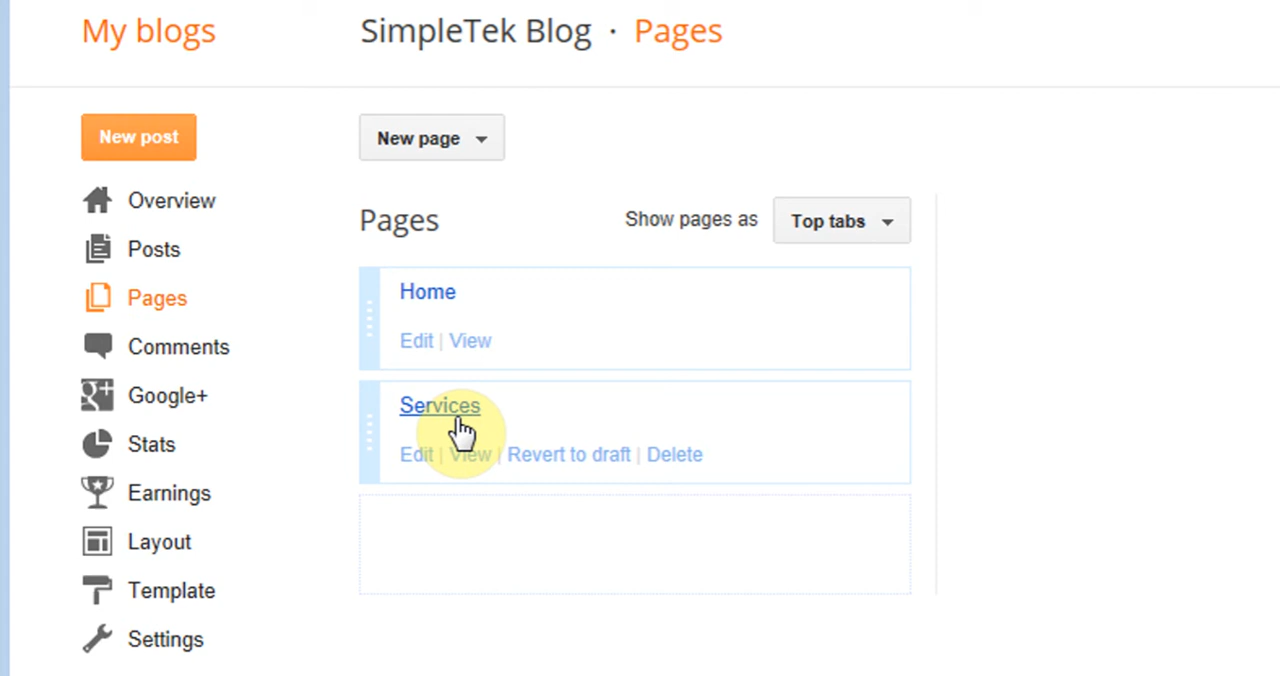 My blogs
SimpleTek Blog · Pages
New post
New page
Overview
Posts
Pages
Comments
Google+
Stats
Earnings
Layout
Template
Settings
Pages
Show pages as Top tabs
Home
Edit | View
Services
Edit | View | Revert to draft | Delete